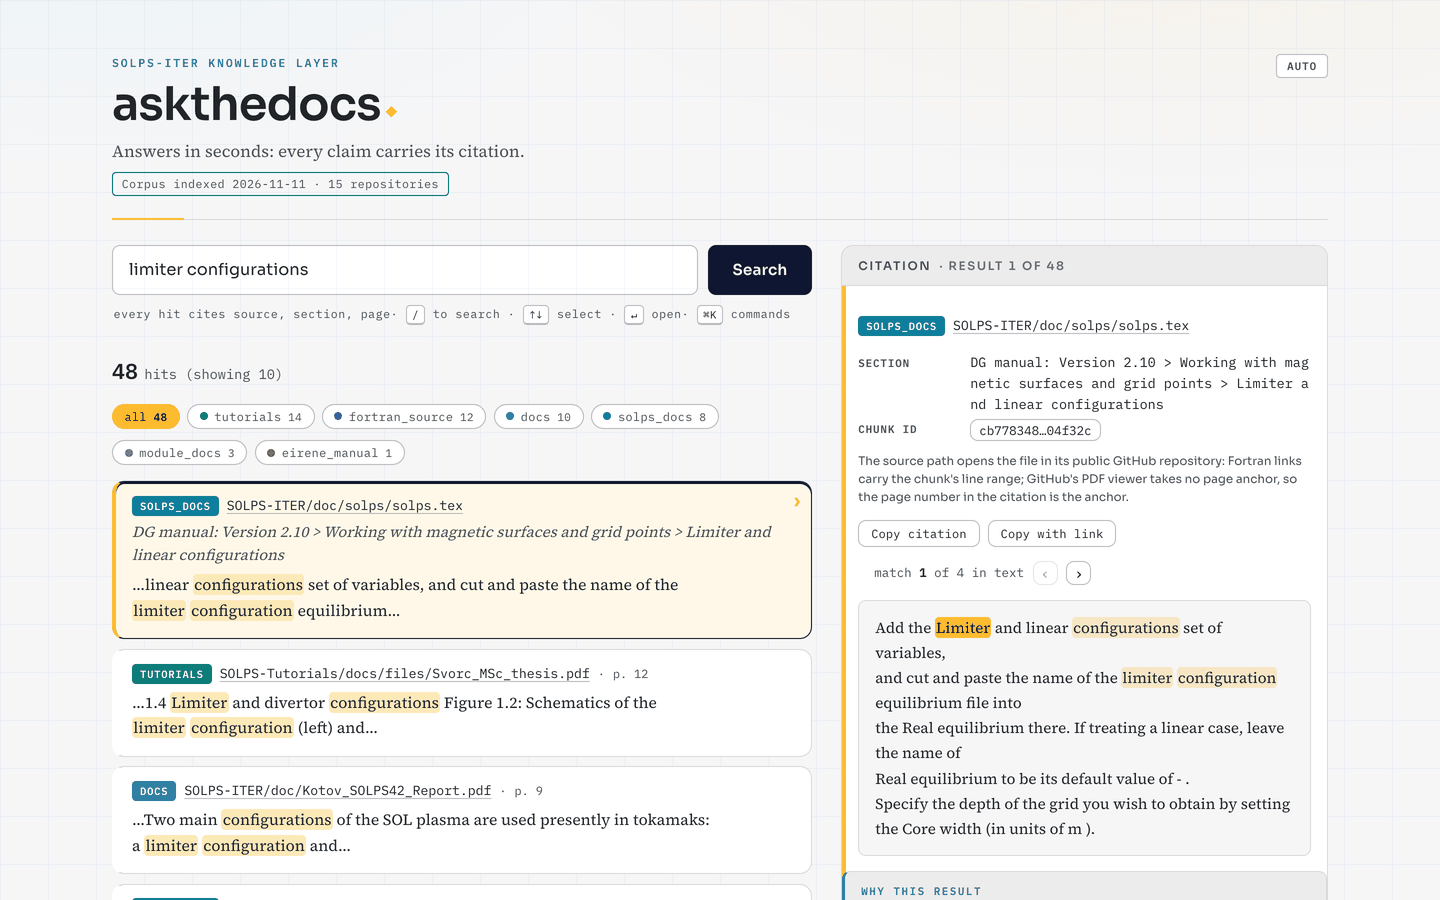 SOLPS-ITER KNOWLEDGE LAYER
AUTO
askthedocs
Answers in seconds: every claim carries its citation.
Corpus indexed 2026-11-11 · 15 repositories
limiter configurations
Search
every hit cites source, section, page· / to search · ↑↓ select · ↵ open· ⌘K commands
48 hits (showing 10)
all 48
tutorials 14
fortran_source 12
docs 10
solps_docs 8
module_docs 3
eirene_manual 1
SOLPS_DOCS SOLPS-ITER/doc/solps/solps.tex ›
DG manual: Version 2.10 > Working with magnetic surfaces and grid points > Limiter and
linear configurations
...linear configurations set of variables, and cut and paste the name of the
limiter configuration equilibrium...
TUTORIALS SOLPS-Tutorials/docs/files/Svorc_MSc_thesis.pdf · p. 12
...1.4 Limiter and divertor configurations Figure 1.2: Schematics of the
limiter configuration (left) and...
DOCS SOLPS-ITER/doc/Kotov_SOLPS42_Report.pdf · p. 9
...Two main configurations of the SOL plasma are used presently in tokamaks:
a limiter configuration and...
CITATION · RESULT 1 OF 48
SOLPS_DOCS SOLPS-ITER/doc/solps/solps.tex
SECTION DG manual: Version 2.10 > Working with mag
netic surfaces and grid points > Limiter a
nd linear configurations
CHUNK ID cb778348…04f32c
The source path opens the file in its public GitHub repository: Fortran links
carry the chunk's line range; GitHub's PDF viewer takes no page anchor, so
the page number in the citation is the anchor.
Copy citation
Copy with link
match 1 of 4 in text ‹ ›
Add the Limiter and linear configurations set of
variables,
and cut and paste the name of the limiter configuration
equilibrium file into
the Real equilibrium there. If treating a linear case, leave
the name of
Real equilibrium to be its default value of - .
Specify the depth of the grid you wish to obtain by setting
the Core width (in units of m ).
WHY THIS RESULT